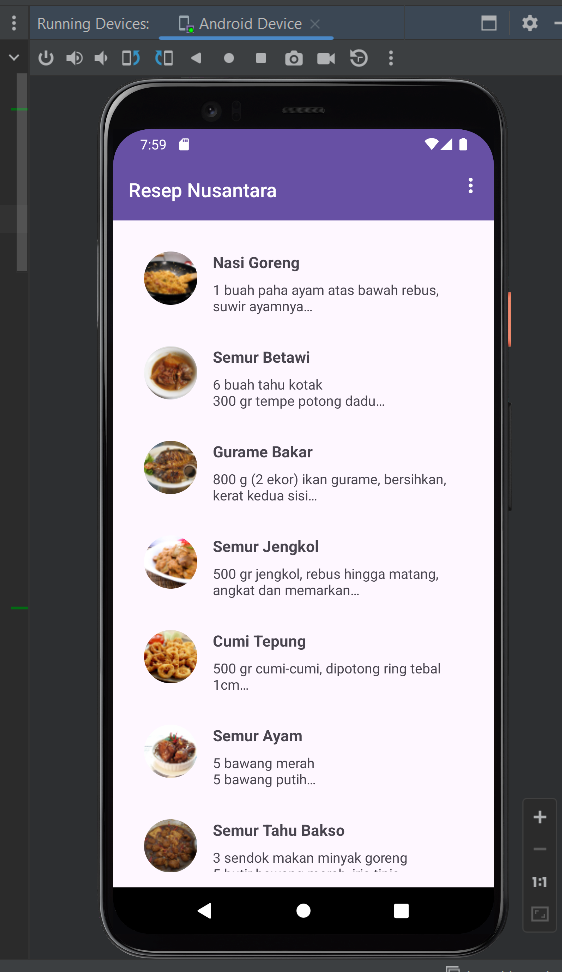 Running Devices:
Android Device
7:59
Resep Nusantara
Nasi Goreng
1 buah paha ayam atas bawah rebus,
suwir ayamnya…
Semur Betawi
6 buah tahu kotak
300 gr tempe potong dadu…
Gurame Bakar
800 g (2 ekor) ikan gurame, bersihkan,
kerat kedua sisi…
Semur Jengkol
500 gr jengkol, rebus hingga matang,
angkat dan memarkan…
Cumi Tepung
500 gr cumi-cumi, dipotong ring tebal
1cm…
Semur Ayam
5 bawang merah
5 bawang putih…
Semur Tahu Bakso
3 sendok makan minyak goreng
1:1